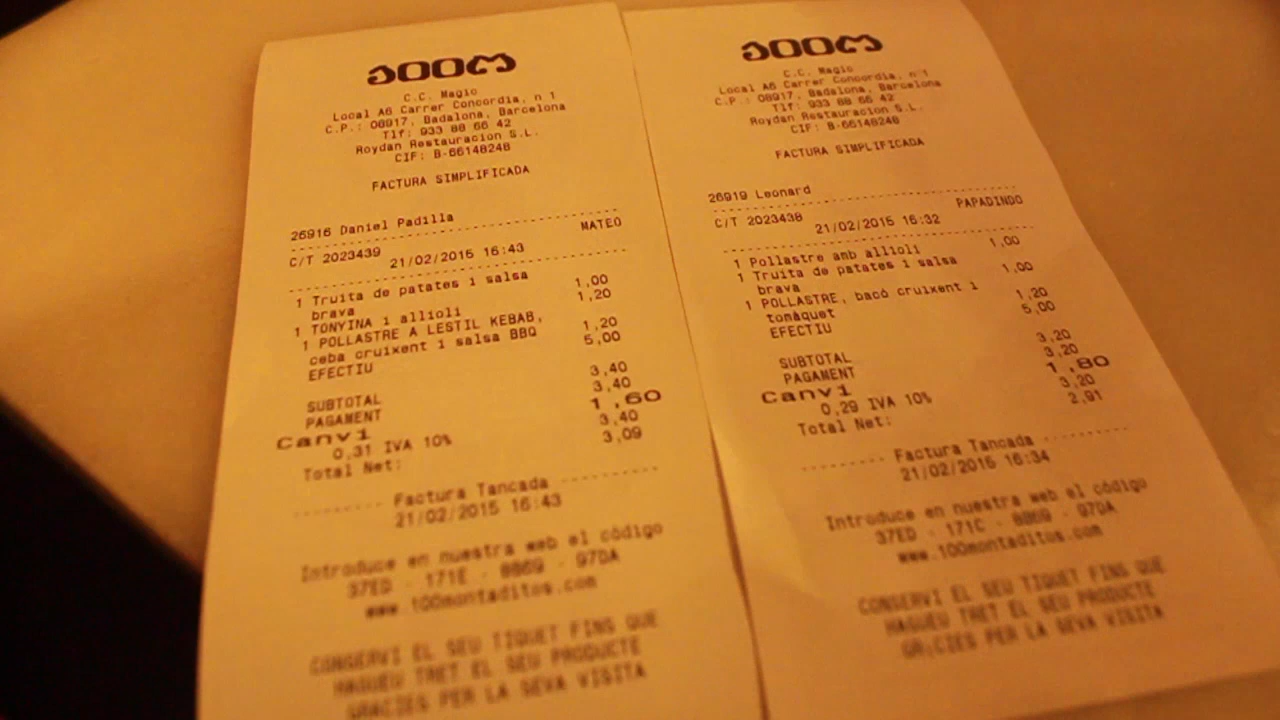 100M
C.C. Magic
Local A6 Carrer Concordia, n 1
C.P.: 08917, Badalona, Barcelona
Tlf: 933 88 66 42
Roydan Restauracion S.L.
CIF: B-66148248
FACTURA SIMPLIFICADA
26916 Daniel Padilla
MATEO
C/T 2023439
21/02/2015 16:43
1 Truita de patates i salsa brava 1,00
1 TONYINA i allioli 1,20
1 POLLASTRE A LESTIL KEBAB,
ceba cruixent i salsa BBQ 1,20
EFECTIU 5,00
SUBTOTAL 3,40
PAGAMENT 3,40
Canvi 1,60
0,31 IVA 10% 3,40
Total Net: 3,09
Factura Tancada
21/02/2015 16:43
Introduce en nuestra web el código
37ED - 171E - 8869 - 97DA
www.100montaditos.com
CONSERVI EL SEU TIQUET FINS QUE
HAGUEU TRET EL SEU PRODUCTE
GRACIES PER LA SEVA VISITA
100M
C.C. Magic
Local A6 Carrer Concordia, n 1
C.P.: 08917, Badalona, Barcelona
Tlf: 933 88 66 42
Roydan Restauracion S.L.
CIF: B-66148248
FACTURA SIMPLIFICADA
26919 Leonard
PAPADINDO
C/T 2023438
21/02/2015 16:32
1 Pollastre amb allioli 1,00
1 Truita de patates i salsa
brava 1,00
1 POLLASTRE, bacó cruixent i
tomàquet 1,20
EFECTIU 5,00
SUBTOTAL 3,20
PAGAMENT 3,20
Canvi 1,80
0,29 IVA 10% 3,20
Total Net: 2,91
Factura Tancada
21/02/2015 16:34
Introduce en nuestra web el código
37ED - 171C - 8869 - 97DA
www.100montaditos.com
CONSERVI EL SEU TIQUET FINS QUE
HAGUEU TRET EL SEU PRODUCTE
GRACIES PER LA SEVA VISITA